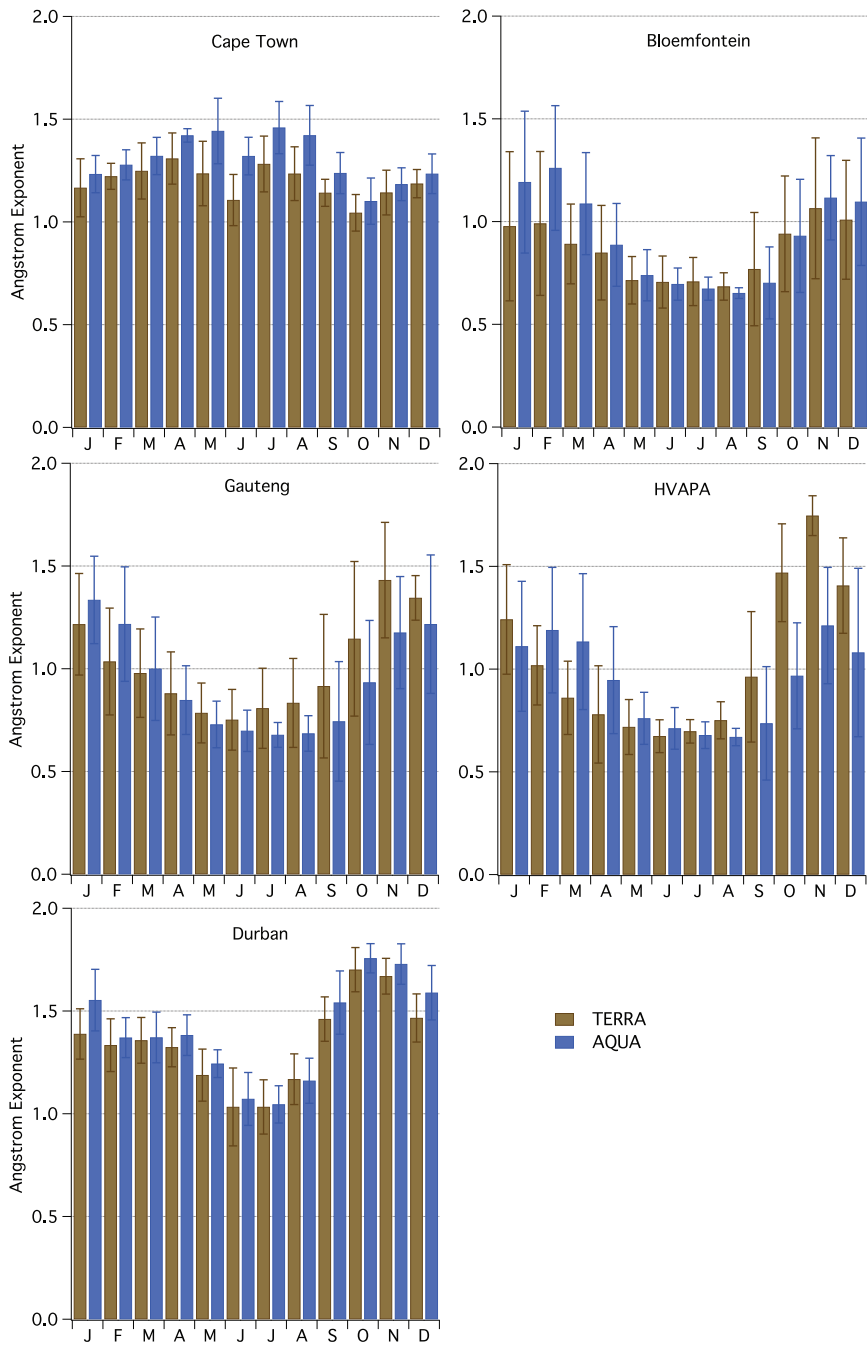 2.0
1.5
1.0
0.5
0.0
Angstrom Exponent
Cape Town
J F M A M J J A S O N D
2.0
1.5
1.0
0.5
0.0
Bloemfontein
J F M A M J J A S O N D
2.0
1.5
1.0
0.5
0.0
Angstrom Exponent
Gauteng
J F M A M J J A S O N D
2.0
1.5
1.0
0.5
0.0
HVAPA
J F M A M J J A S O N D
2.0
1.5
1.0
0.5
0.0
Angstrom Exponent
Durban
J F M A M J J A S O N D
TERRA
AQUA